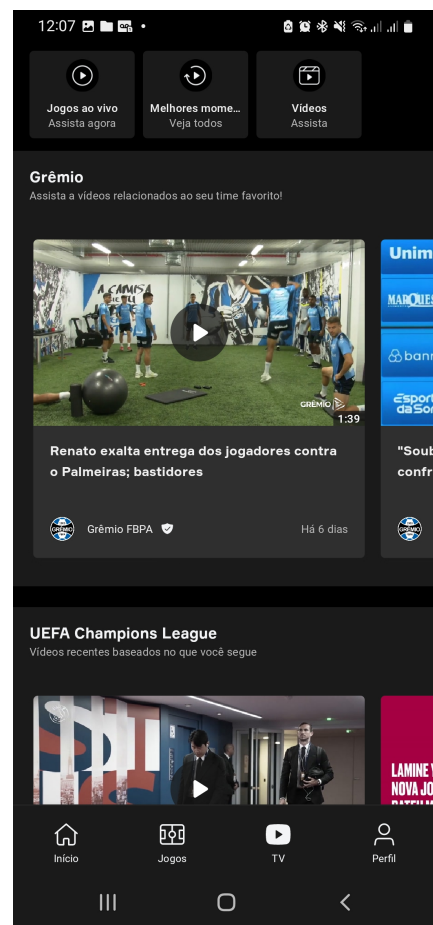 12:07
Jogos ao vivo
Assista agora
Melhores mome...
Veja todos
Vídeos
Assista
Grêmio
Assista a vídeos relacionados ao seu time favorito!
A CAMISA
GRÊMIO
1:39
Renato exalta entrega dos jogadores contra
o Palmeiras; bastidores
GRÊMIO
Grêmio FBPA
Há 6 dias
Unim
MARQUES
banr
Esport
daSor
"Soub
confr
GRÊMIO
UEFA Champions League
Vídeos recentes baseados no que você segue
LAMINE Y
NOVA JO
Início
Jogos
TV
Perfil